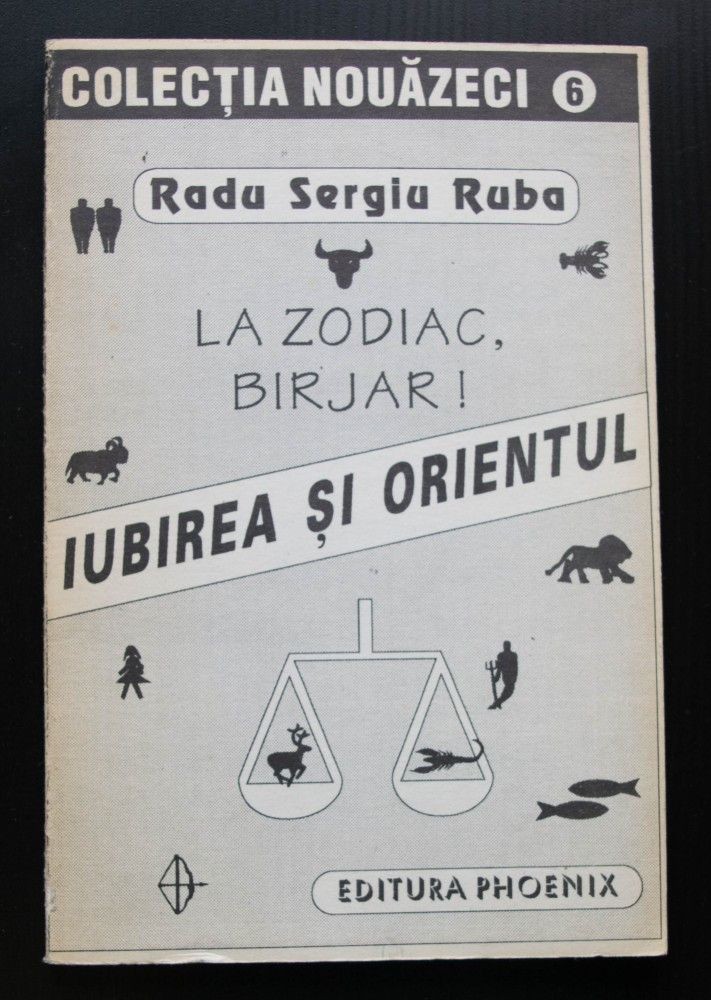 COLECȚIA NOUĂZECI 6
Radu Sergiu Ruba
LA ZODIAC,
BIRJAR!
IUBIREA ȘI ORIENTUL
EDITURA PHOENIX